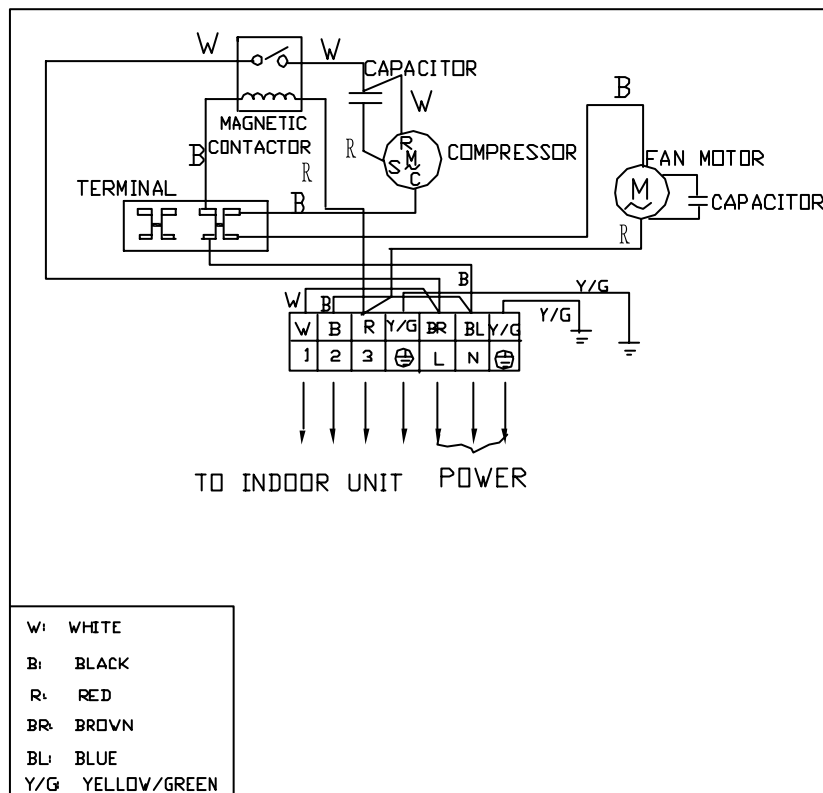 W
W
CAPACITOR
W
B
MAGNETIC
CONTACTOR
B
R
R
R
M
S
C
COMPRESSOR
FAN MOTOR
M
CAPACITOR
R
TERMINAL
B
B
Y/G
W
B
Y/G
W B R Y/G BR BL Y/G
1 2 3 L N
TO INDOOR UNIT
POWER
W: WHITE
B: BLACK
R: RED
BR: BROWN
BL: BLUE
Y/G: YELLOW/GREEN